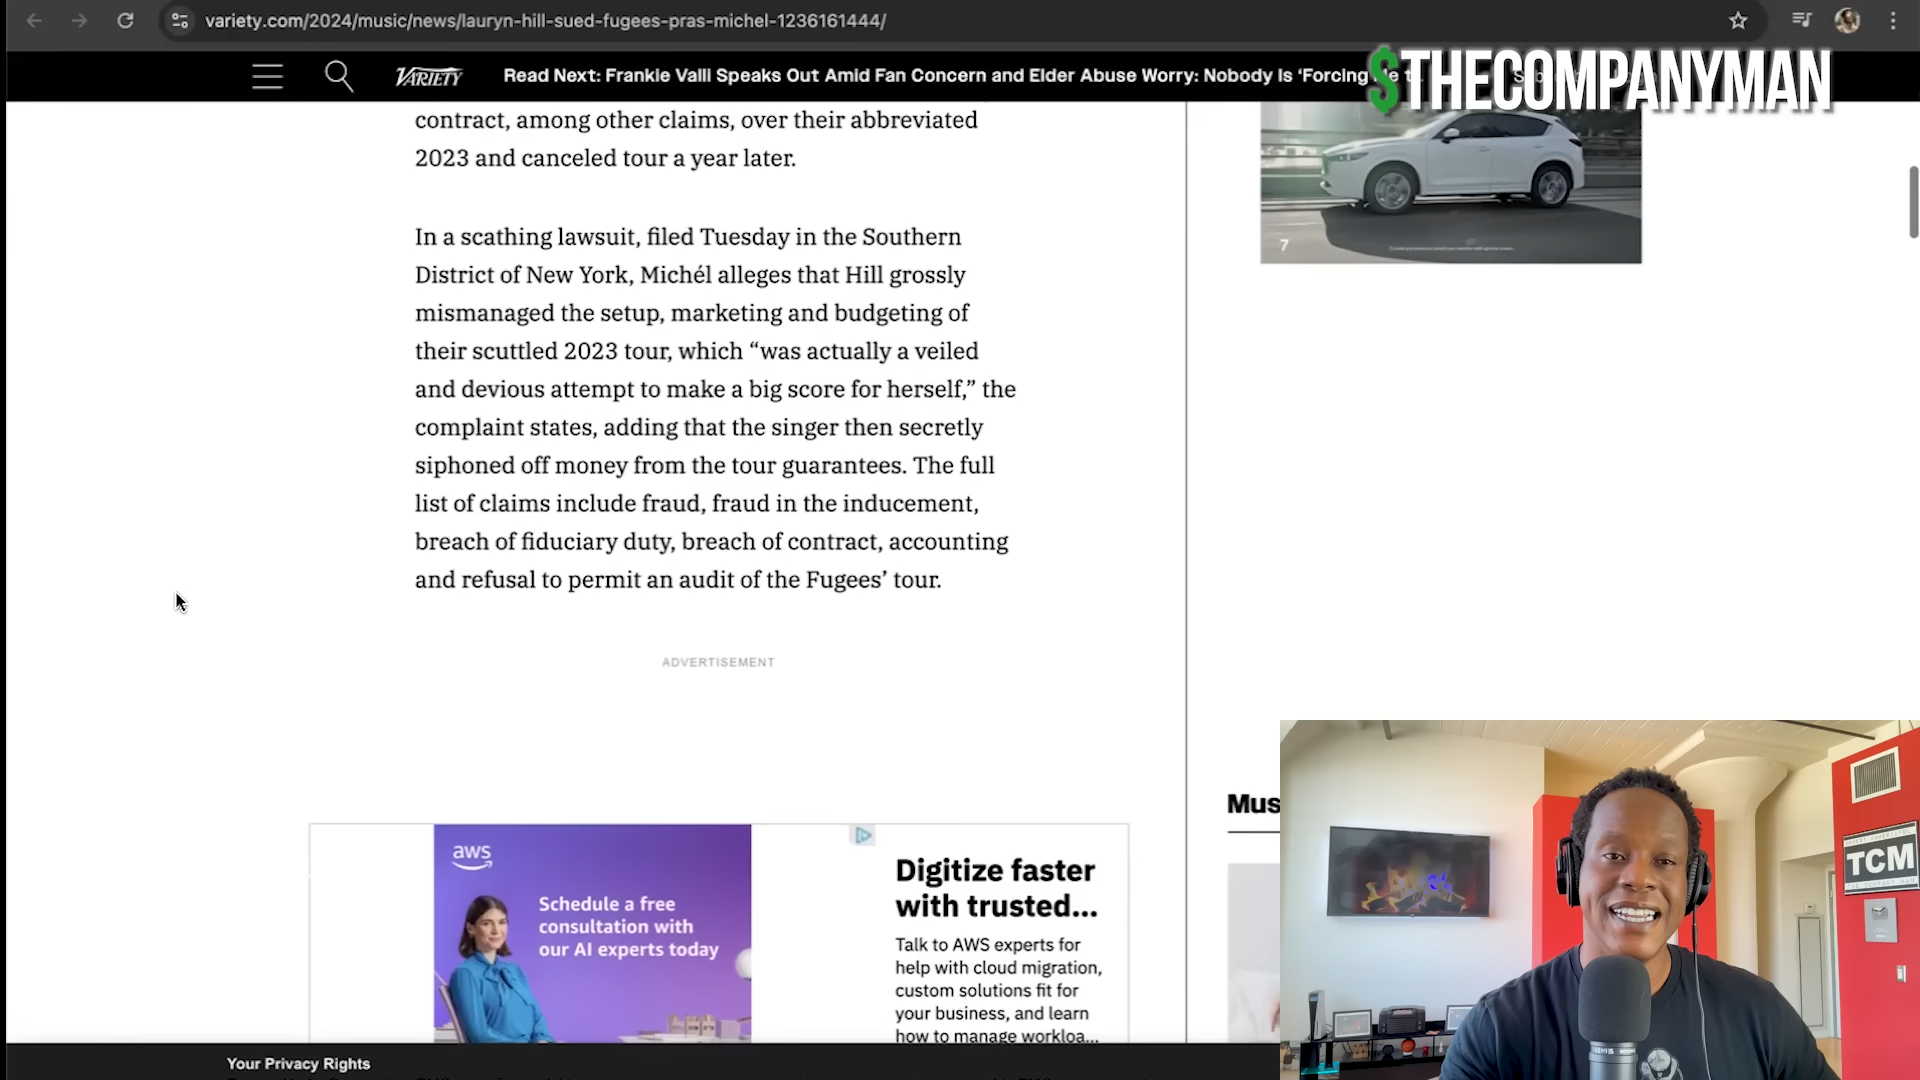 variety.com/2024/music/news/lauryn-hill-sued-fugees-pras-michel-1236161444/
VARIETY
Read Next: Frankie Valli Speaks Out Amid Fan Concern and Elder Abuse Worry: Nobody Is ‘Forcing Me t...
$THECOMPANYMAN
contract, among other claims, over their abbreviated
2023 and canceled tour a year later.
In a scathing lawsuit, filed Tuesday in the Southern
District of New York, Michél alleges that Hill grossly
mismanaged the setup, marketing and budgeting of
their scuttled 2023 tour, which “was actually a veiled
and devious attempt to make a big score for herself,” the
complaint states, adding that the singer then secretly
siphoned off money from the tour guarantees. The full
list of claims include fraud, fraud in the inducement,
breach of fiduciary duty, breach of contract, accounting
and refusal to permit an audit of the Fugees’ tour.
7
ADVERTISEMENT
Mus
aws
Schedule a free
consultation with
our AI experts today
Digitize faster
with trusted...
Talk to AWS experts for
help with cloud migration,
custom solutions fit for
your business, and learn
how to manage workloa...
TCM
THE COMPANY MAN
Your Privacy Rights